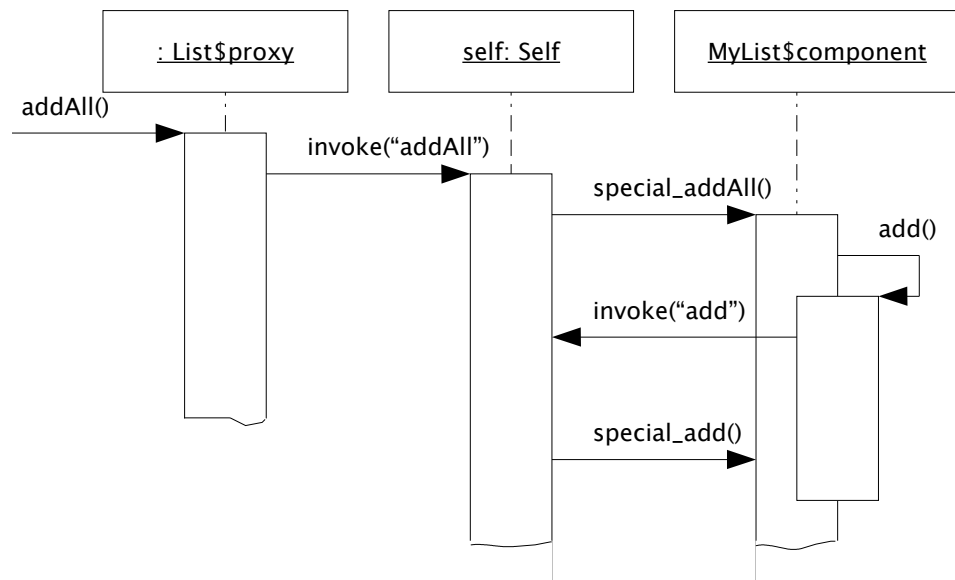 : List$proxy
self: Self
MyList$component
addAll()
invoke(“addAll”)
special_addAll()
add()
invoke(“add”)
special_add()